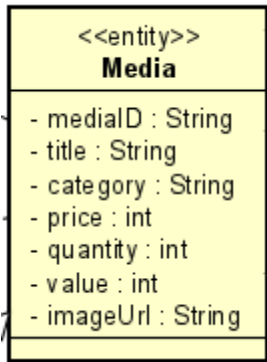 <<entity>>
Media
- mediaID : String
- title : String
- category : String
- price : int
- quantity : int
- value : int
- imageUrl : String